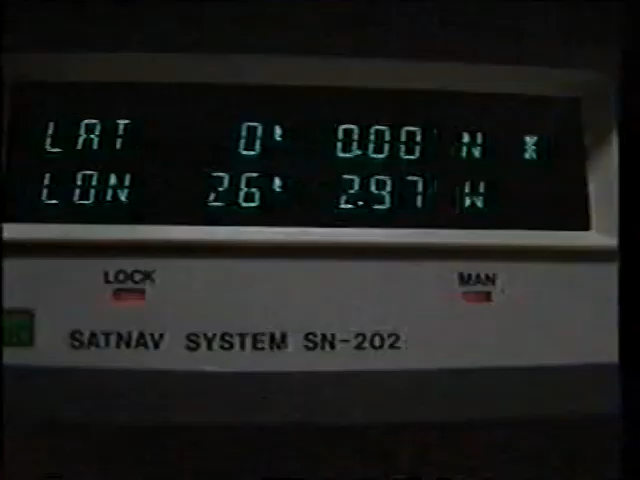 LAT 0° 0.00' N *
LON 26° 2.97' W
LOCK MAN
SATNAV SYSTEM SN-202